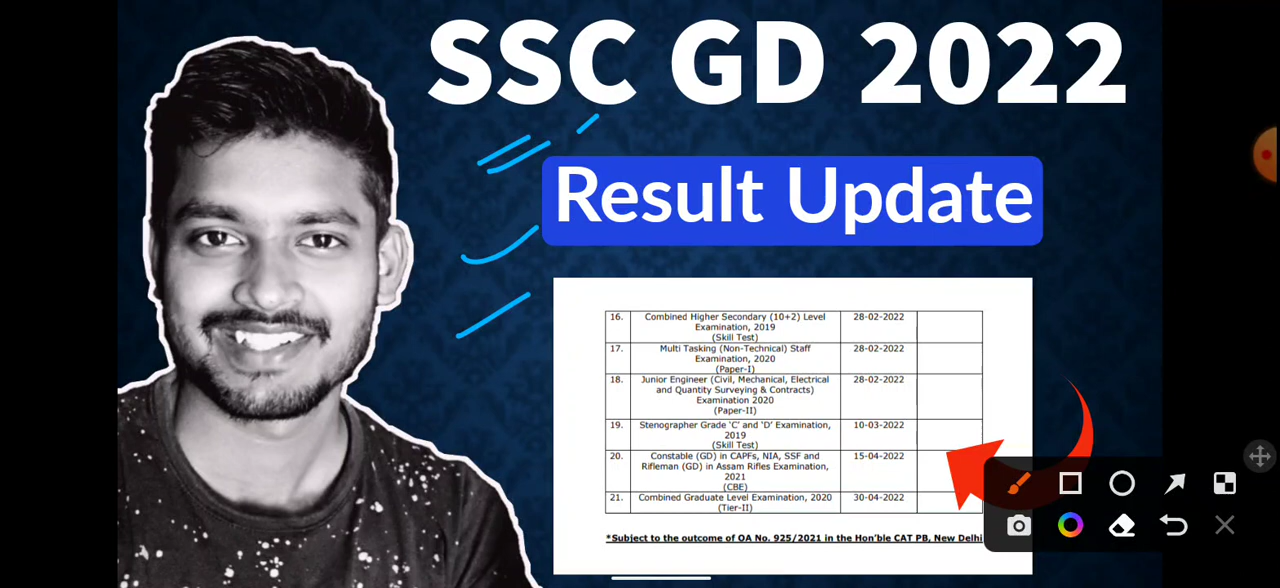 SSC GD 2022
Result Update
16. Combined Higher Secondary (10+2) Level 28-02-2022
Examination, 2019
(Skill Test)
17. Multi Tasking (Non-Technical) Staff 28-02-2022
Examination, 2020
(Paper-I)
18. Junior Engineer (Civil, Mechanical, Electrical 28-02-2022
and Quantity Surveying & Contracts)
Examination 2020
(Paper-II)
19. Stenographer Grade 'C' and 'D' Examination, 10-03-2022
2019
(Skill Test)
20. Constable (GD) in CAPFs, NIA, SSF and 15-04-2022
Rifleman (GD) in Assam Rifles Examination,
2021
(CBE)
21. Combined Graduate Level Examination, 2020 30-04-2022
(Tier-II)
*Subject to the outcome of OA No. 925/2021 in the Hon'ble CAT PB, New Delhi